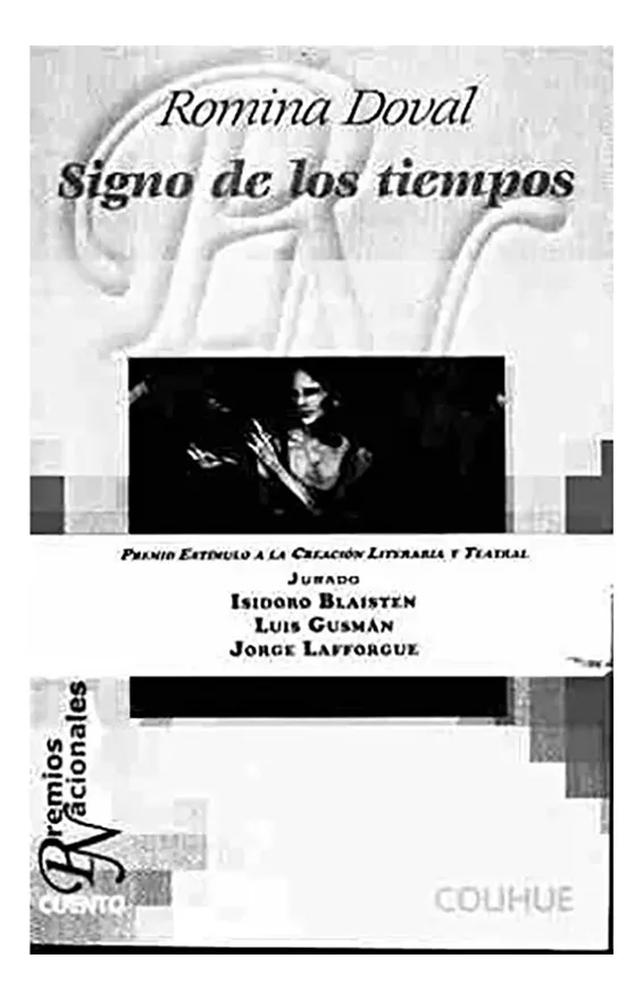 Romina Doval
Signo de los tiempos
PREMIO ESTÍMULO A LA CREACIÓN LITERARIA Y TEATRAL
JURADO
ISIDORO BLAISTEN
LUIS GUSMÁN
JORGE LAFFORGUE
Premios
Nacionales
CUENTO
COLIHUE